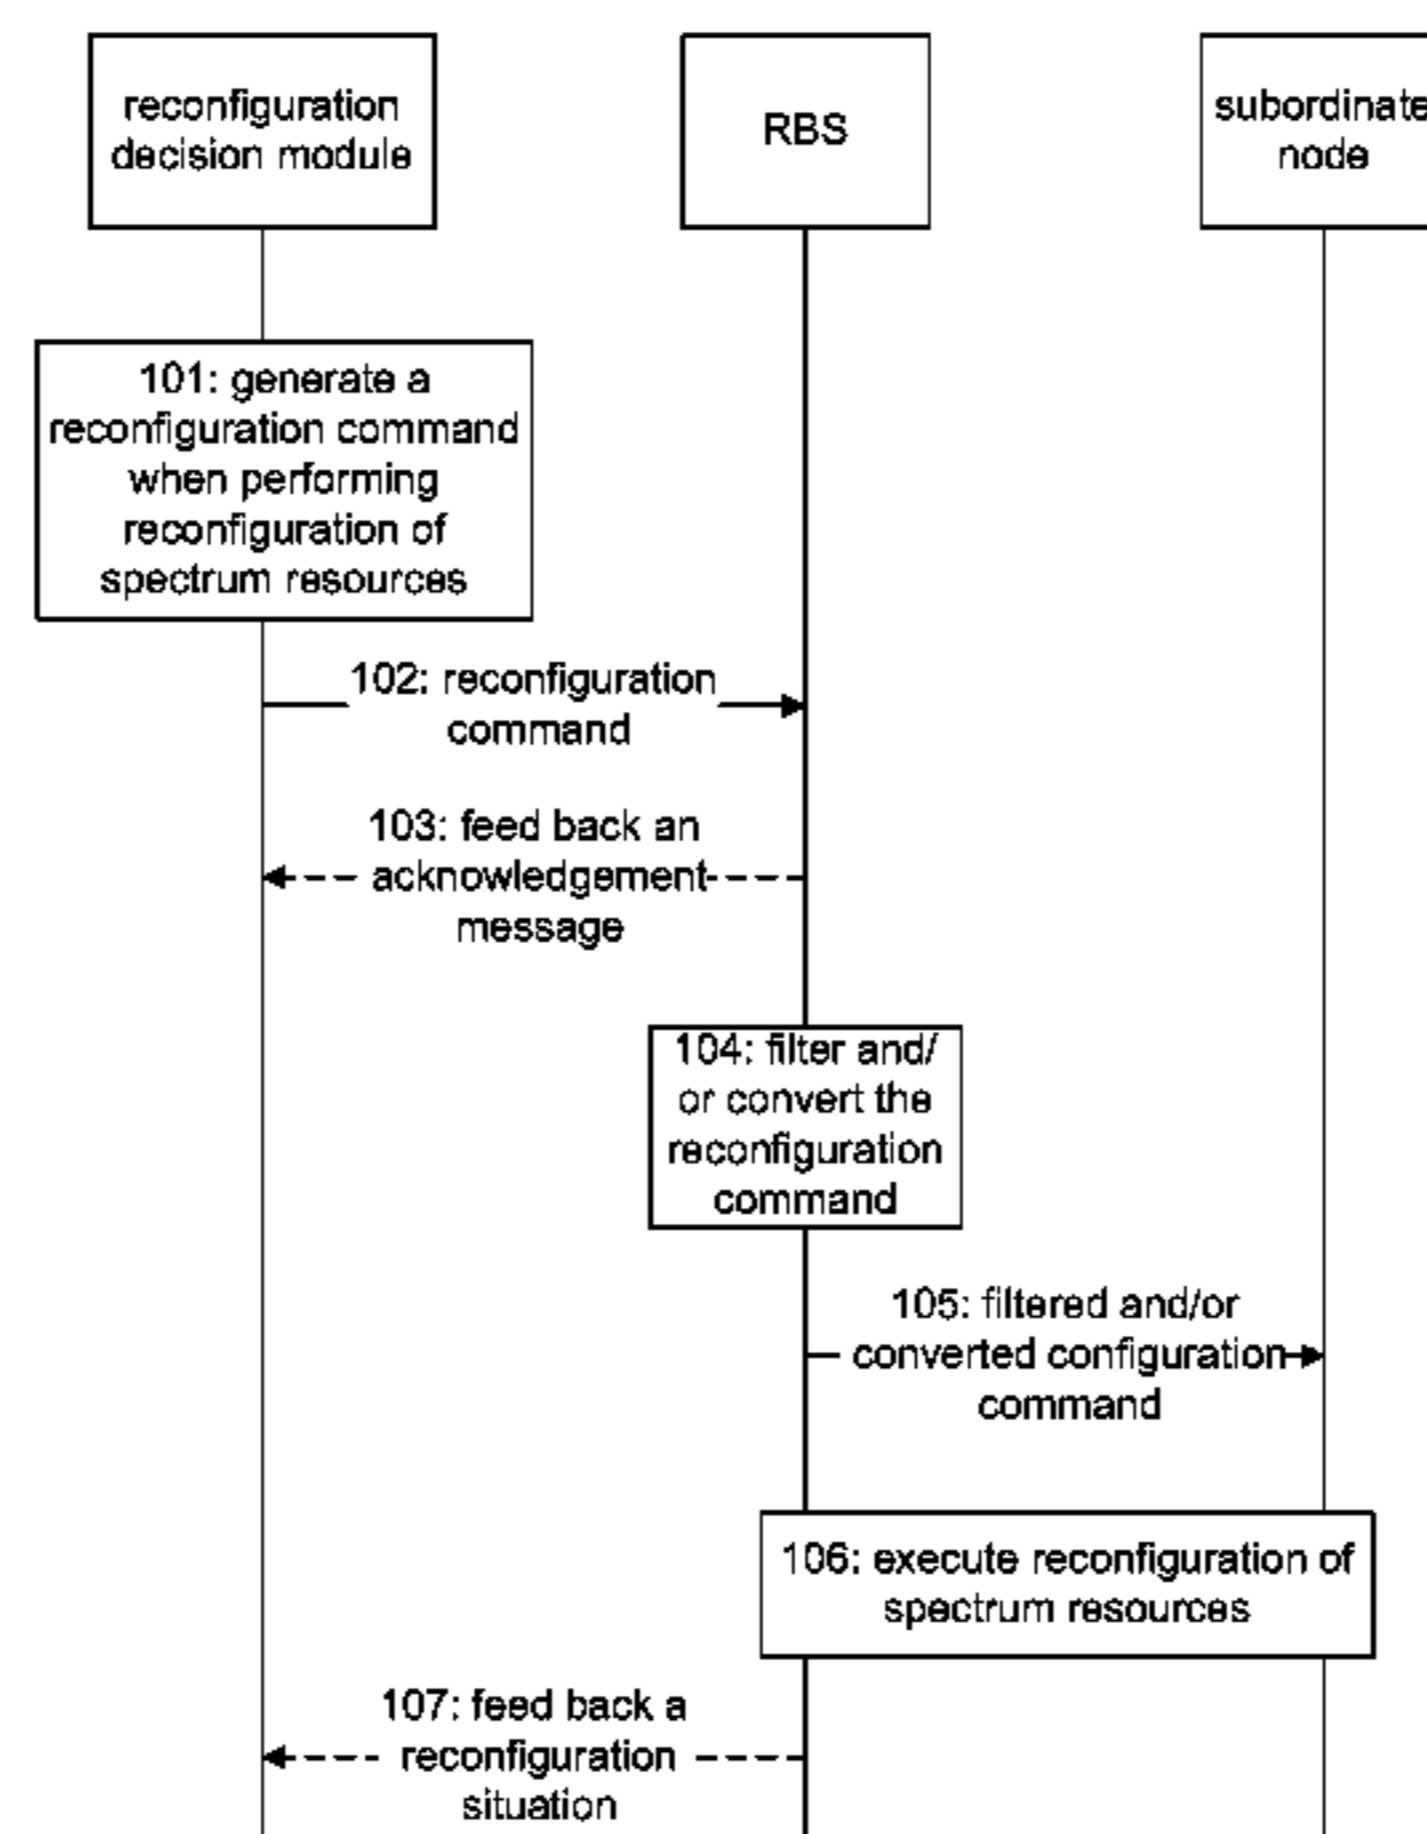 reconfiguration
decision module
RBS
subordinate
node
101: generate a
reconfiguration command
when performing
reconfiguration of
spectrum resources
102: reconfiguration
command
103: feed back an
acknowledgement
message
104: filter and/
or convert the
reconfiguration
command
105: filtered and/or
converted configuration
command
106: execute reconfiguration of
spectrum resources
107: feed back a
reconfiguration
situation